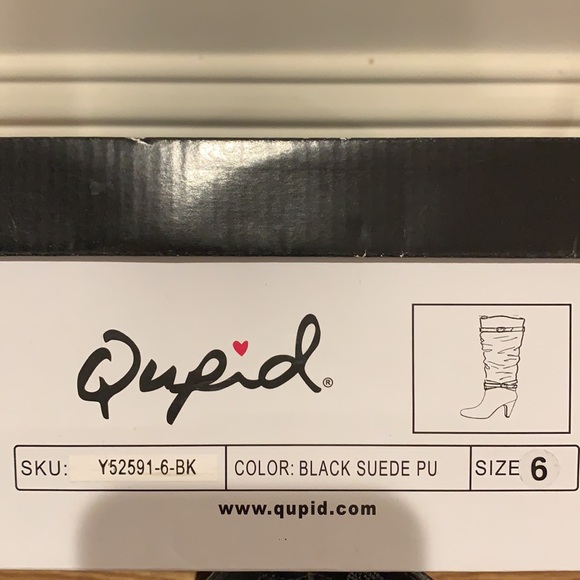 Qupid®
SKU: Y52591-6-BK COLOR: BLACK SUEDE PU SIZE 6
www.qupid.com